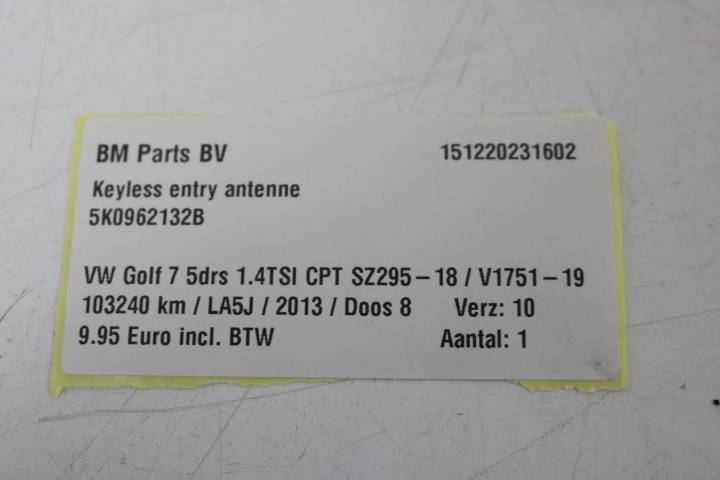 BM Parts BV 151220231602
Keyless entry antenne
5K0962132B
VW Golf 7 5drs 1.4TSI CPT SZ295-18 / V1751-19
103240 km / LA5J / 2013 / Doos 8 Verz: 10
9.95 Euro incl. BTW Aantal: 1